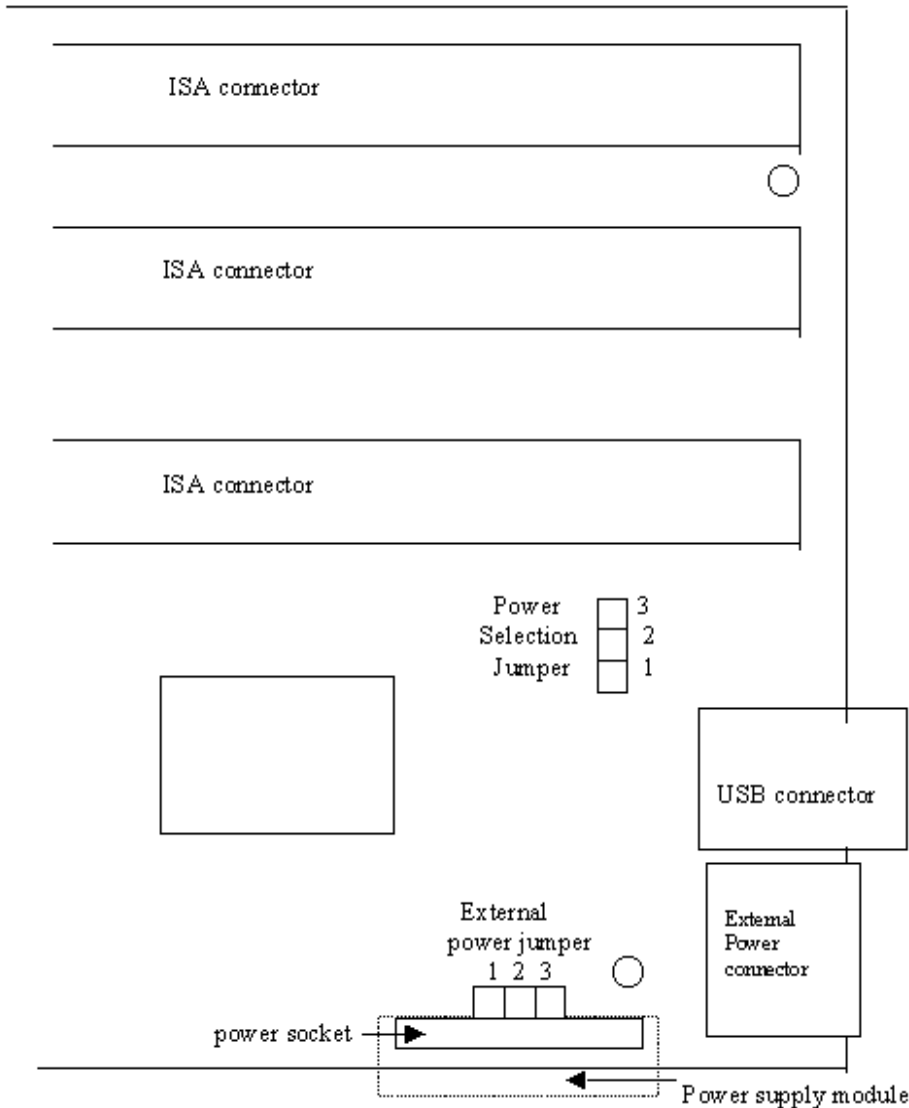 ISA connector
ISA connector
ISA connector
Power
Selection
Jumper
3
2
1
USB connector
External
power jumper
1 2 3
External
Power
connector
power socket
Power supply module